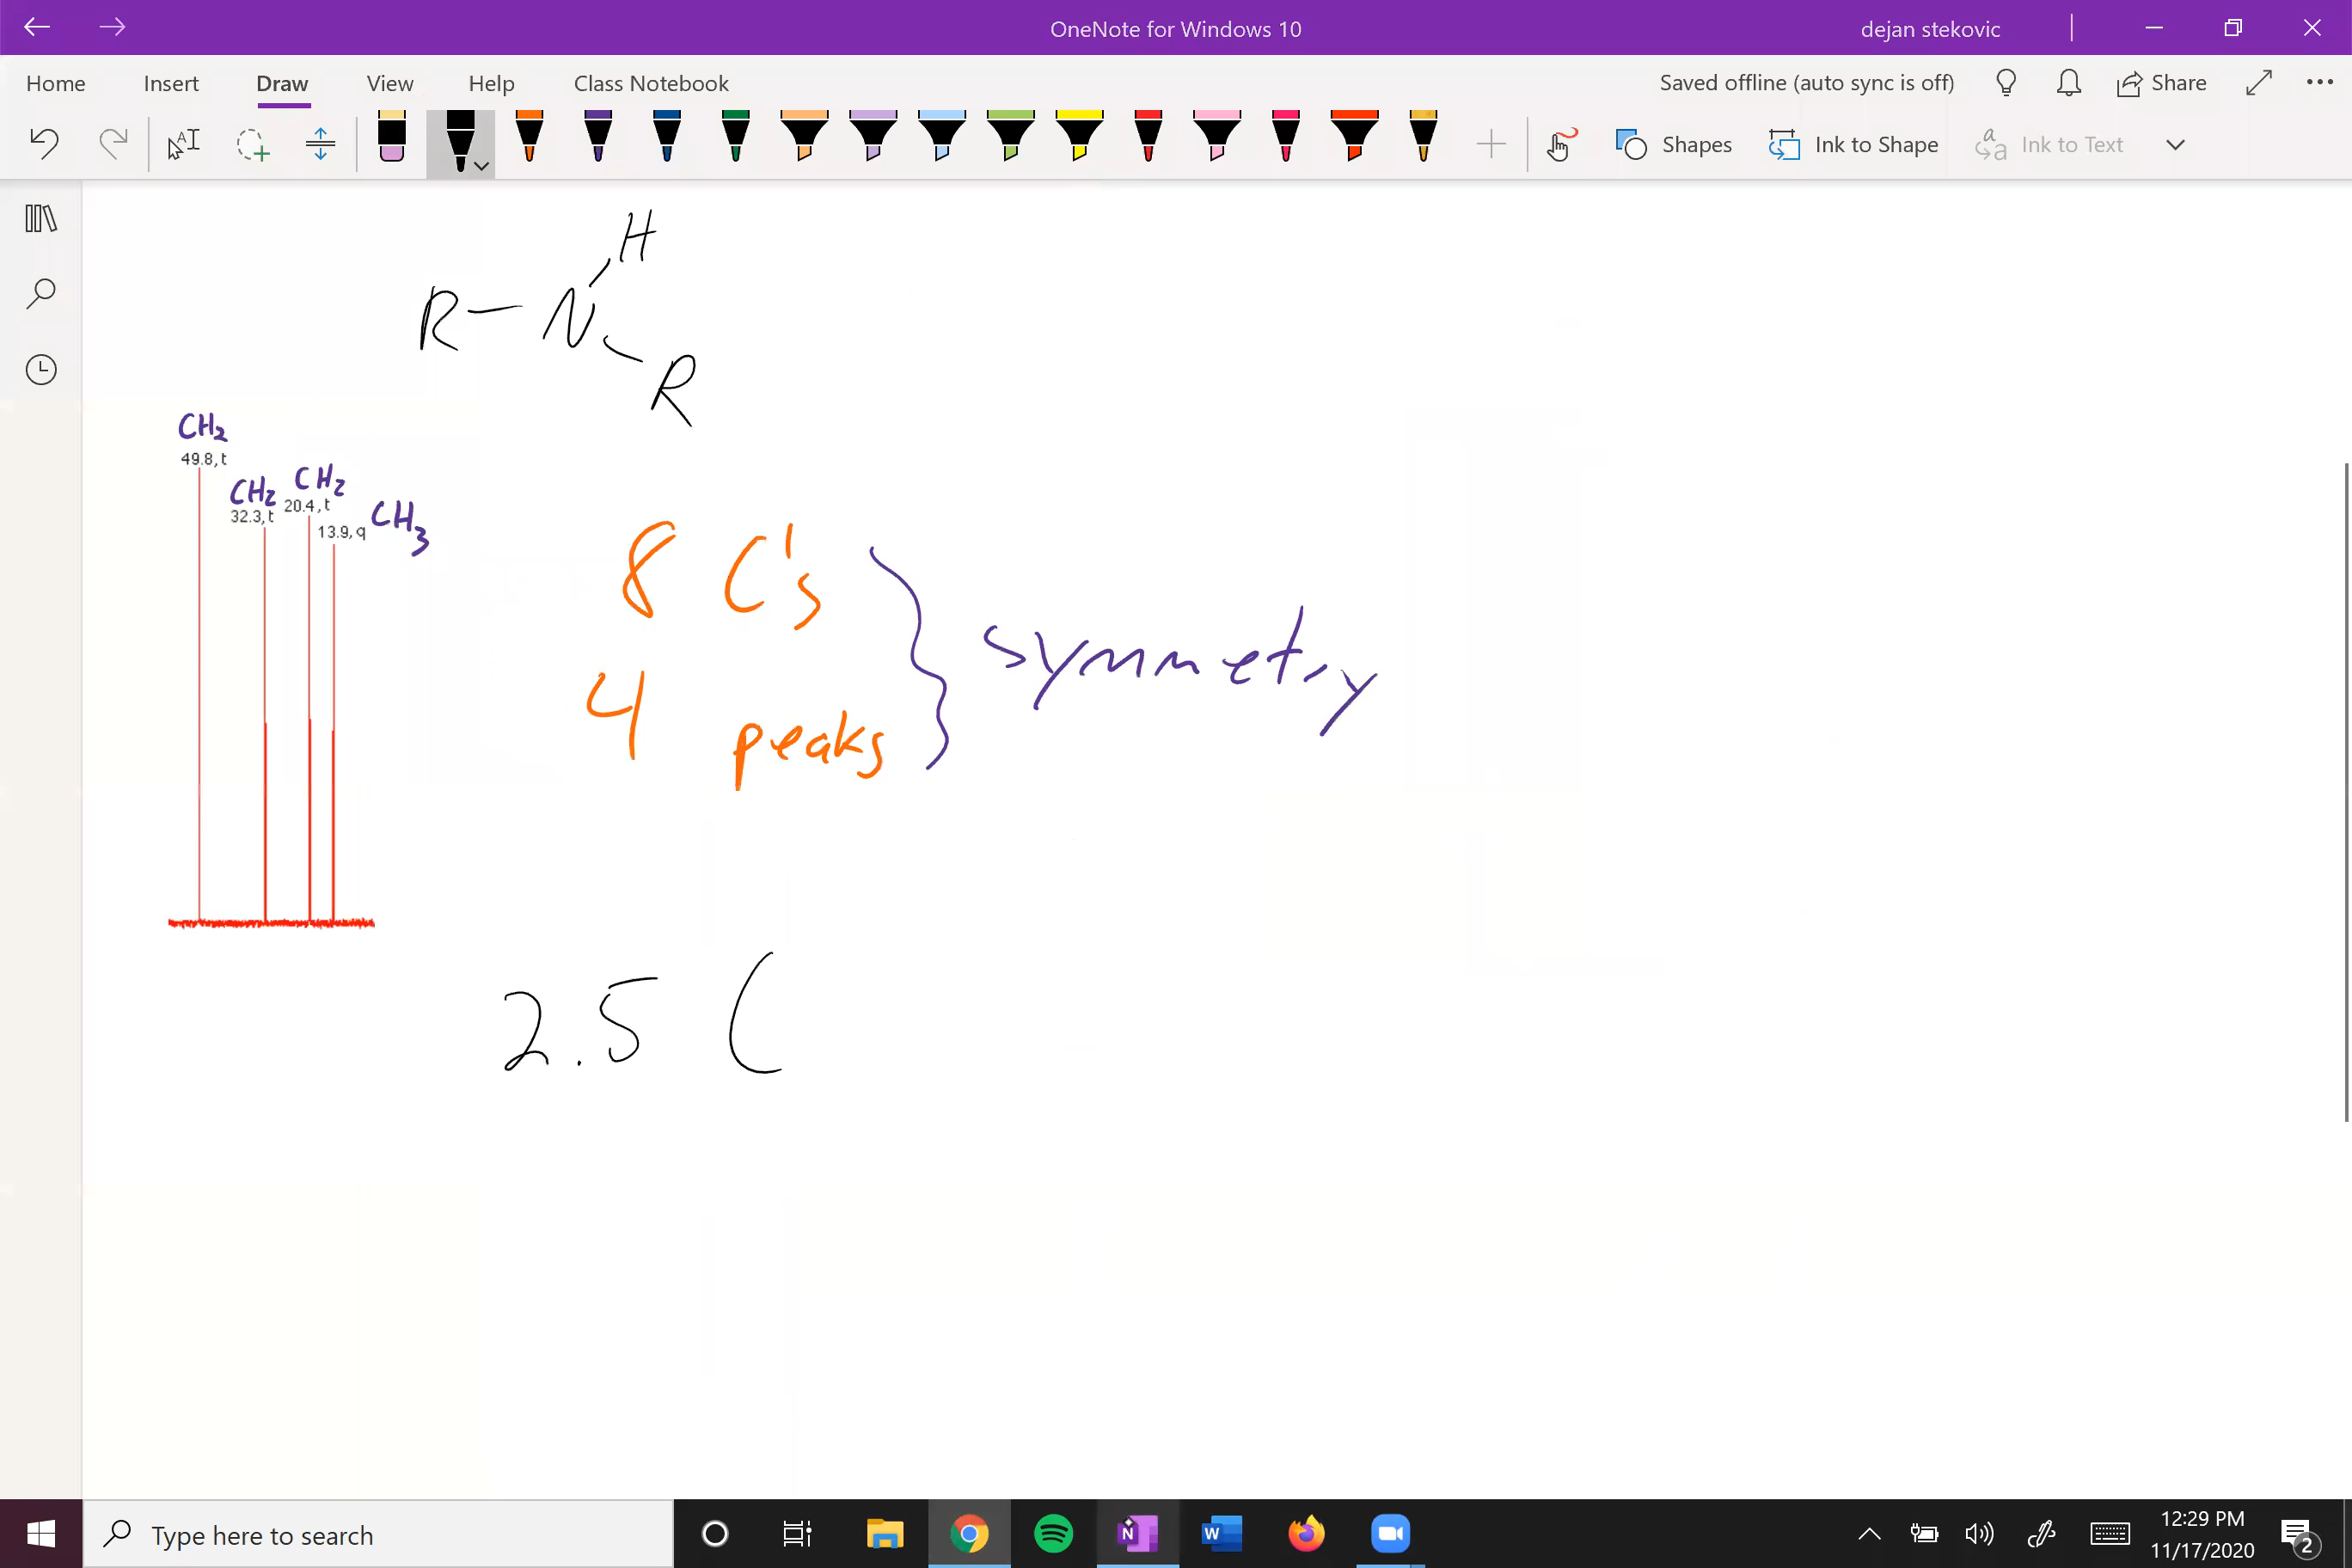 OneNote for Windows 10
dejan stekovic
Home Insert Draw View Help Class Notebook
Saved offline (auto sync is off) Share
Shapes Ink to Shape Ink to Text
H
R-N
R
CH2
49.8,t
CH2
32.3,t
CH2
20.4,t
CH3
13.9,q
8 C's
4 peaks
symmetry
2.5 (
Type here to search
12:29 PM
11/17/2020
2